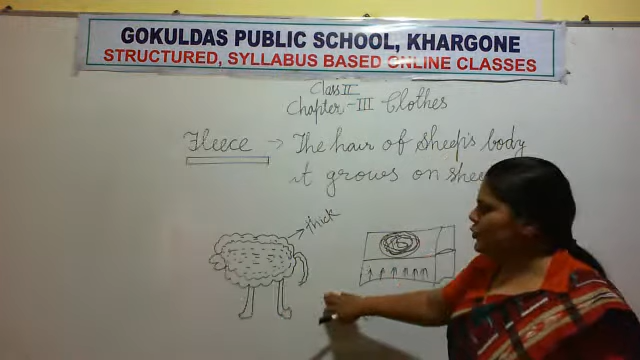 GOKULDAS PUBLIC SCHOOL, KHARGONE
STRUCTURED, SYLLABUS BASED ONLINE CLASSES
Class II
Chapter - III Clothes
Fleece → The hair of sheep's body
it grows on shee
thick